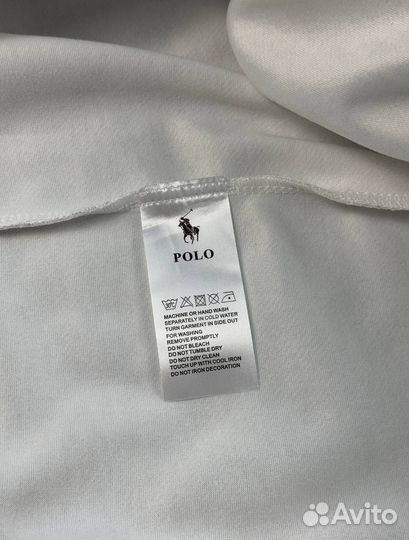 POLO
MACHINE OR HAND WASH
SEPARATELY IN COLD WATER
TURN GARMENT IN SIDE OUT
FOR WASHING
REMOVE PROMPTLY
DO NOT BLEACH
DO NOT TUMBLE DRY
DO NOT DRY CLEAN
TOUCH UP WITH COOL IRON
DO NOT IRON DECORATION
Avito